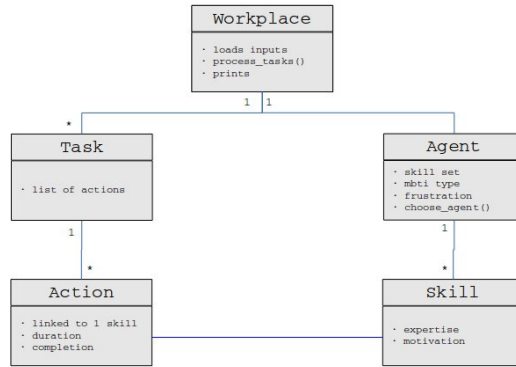 Workplace
· loads inputs
· process_tasks()
· prints
1 1
*
Task
· list of actions
Agent
· skill set
· mbti type
· frustration
· choose_agent()
1
1
*
*
Action
· linked to 1 skill
· duration
· completion
Skill
· expertise
· motivation